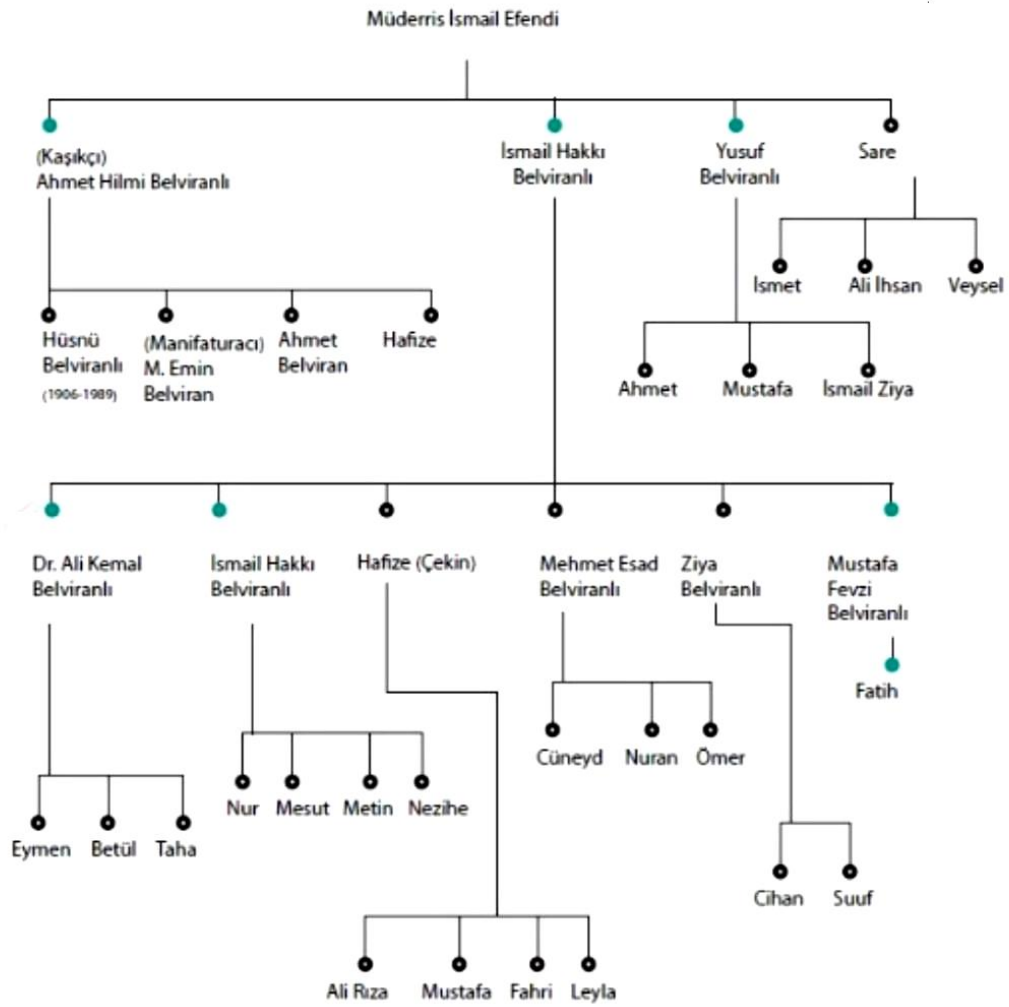 Müderris İsmail Efendi
(Kaşıkçı)
Ahmet Hilmi Belviranlı
İsmail Hakkı
Belviranlı
Yusuf
Belviranlı
Sare
İsmet
Ali İhsan
Veysel
Hüsnü
Belviranlı
(1906-1989)
(Manifaturacı)
M. Emin
Belviran
Ahmet
Belviran
Hafize
Ahmet
Mustafa
İsmail Ziya
Dr. Ali Kemal
Belviranlı
İsmail Hakkı
Belviranlı
Hafize (Çekin)
Mehmet Esad
Belviranlı
Ziya
Belviranlı
Mustafa
Fevzi
Belviranlı
Fatih
Cüneyd
Nuran
Ömer
Nur
Mesut
Metin
Nezihe
Eymen
Betül
Taha
Cihan
Suuf
Ali Rıza
Mustafa
Fahri
Leyla